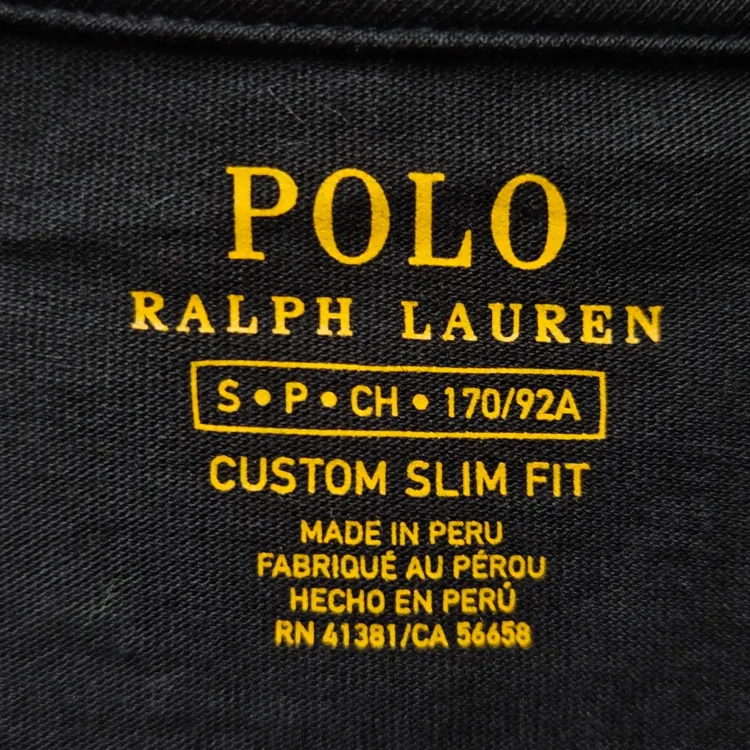 POLO
RALPH LAUREN
S • P • CH • 170/92A
CUSTOM SLIM FIT
MADE IN PERU
FABRIQUÉ AU PÉROU
HECHO EN PERÚ
RN 41381/CA 56658